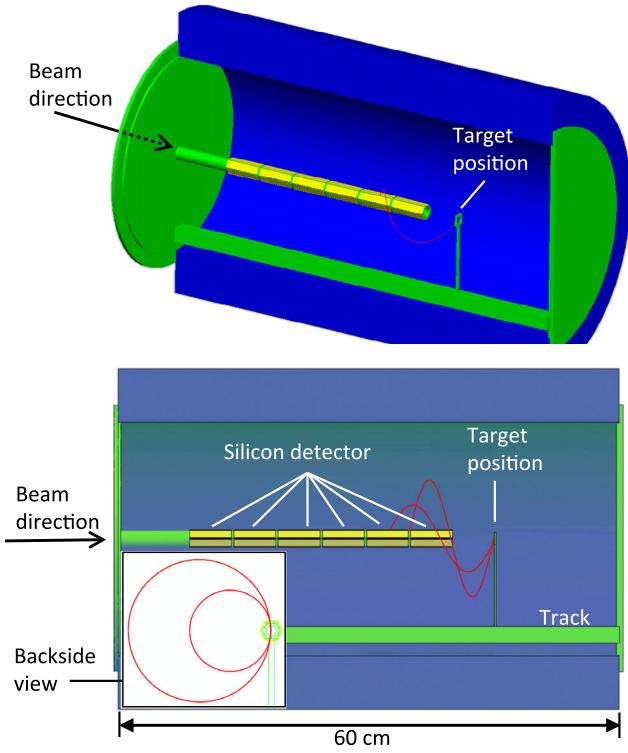 Beam
direction
Target
position
Silicon detector
Target
position
Beam
direction
Track
Backside
view
60 cm